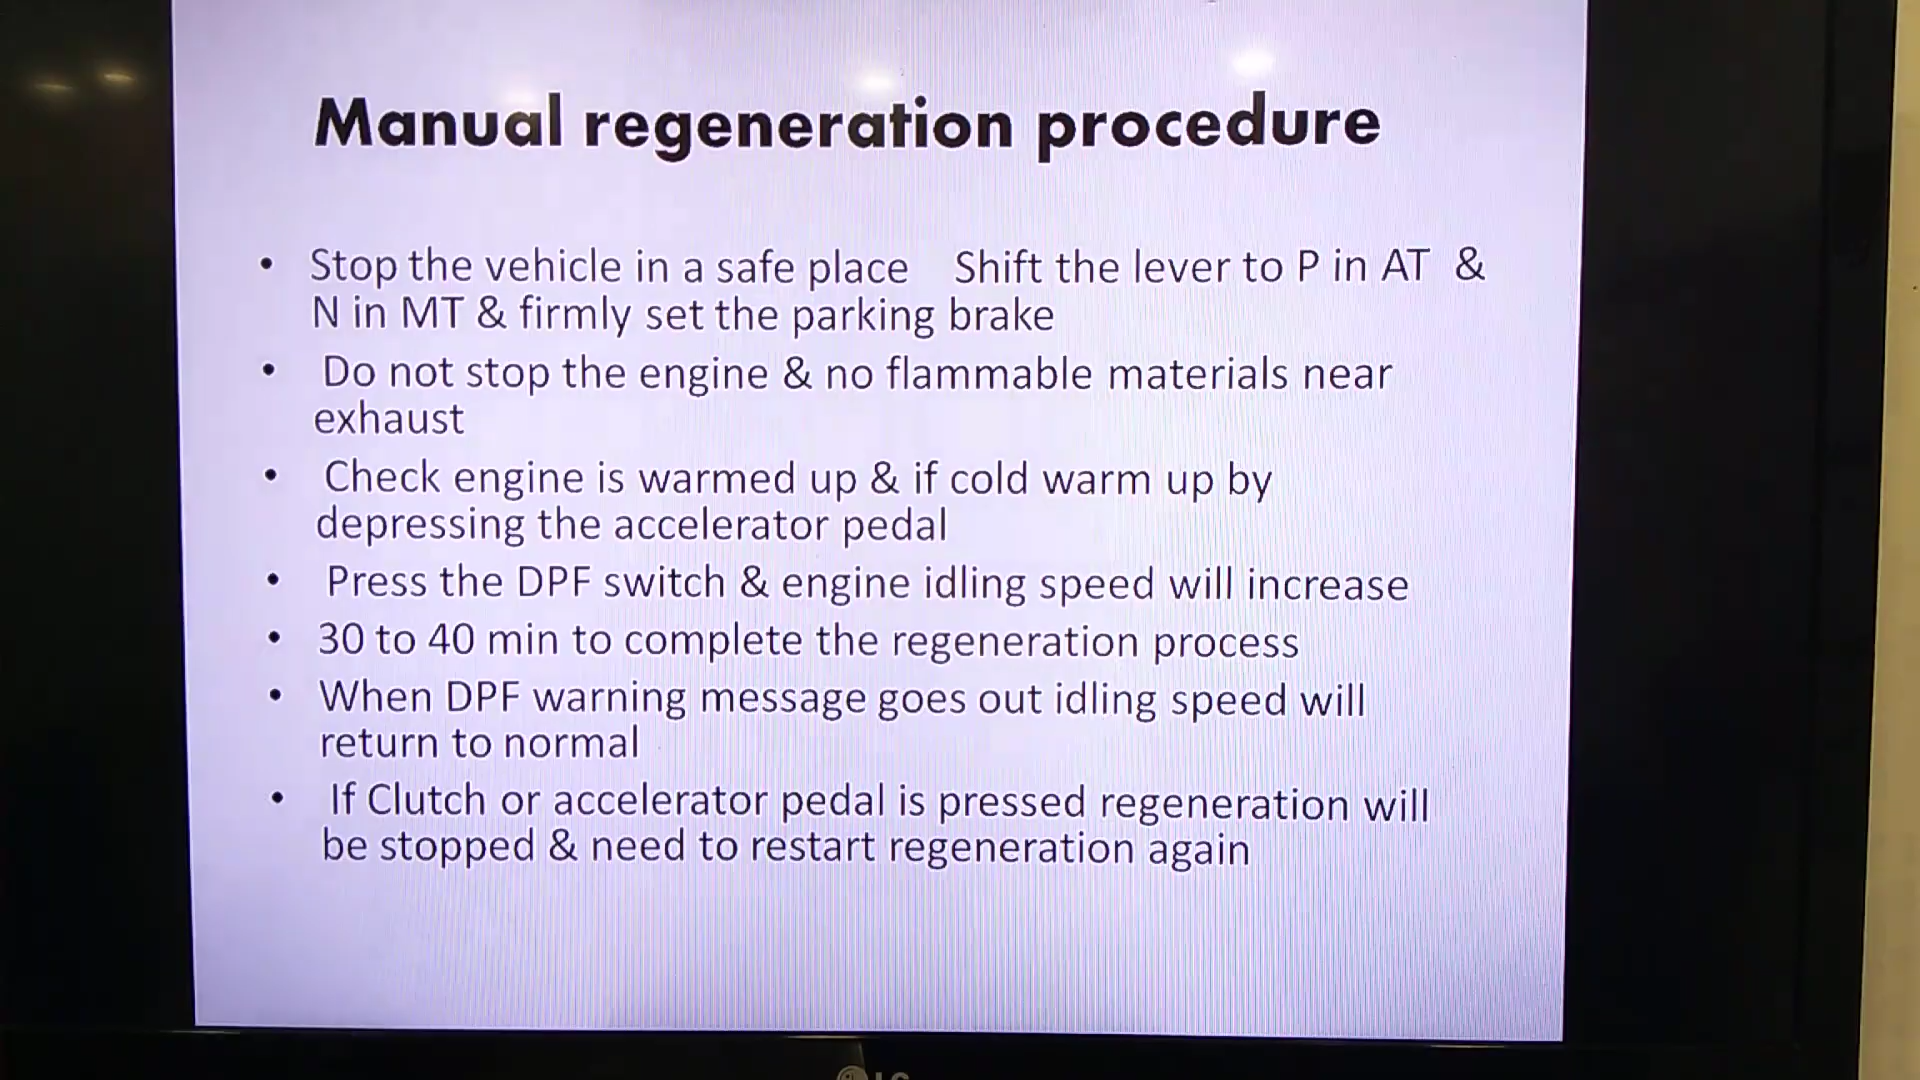 Manual regeneration procedure
• Stop the vehicle in a safe place Shift the lever to P in AT &
N in MT & firmly set the parking brake
• Do not stop the engine & no flammable materials near
exhaust
• Check engine is warmed up & if cold warm up by
depressing the accelerator pedal
• Press the DPF switch & engine idling speed will increase
• 30 to 40 min to complete the regeneration process
• When DPF warning message goes out idling speed will
return to normal
• If Clutch or accelerator pedal is pressed regeneration will
be stopped & need to restart regeneration again
LG